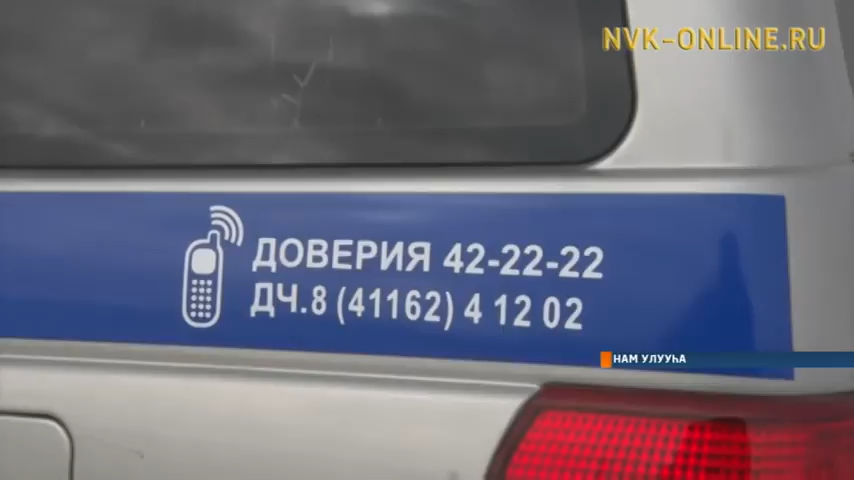 NVK-ONLINE.RU
ДОВЕРИЯ 42-22-22
ДЧ.8 (41162) 4 12 02
НАМ УЛУУҺА